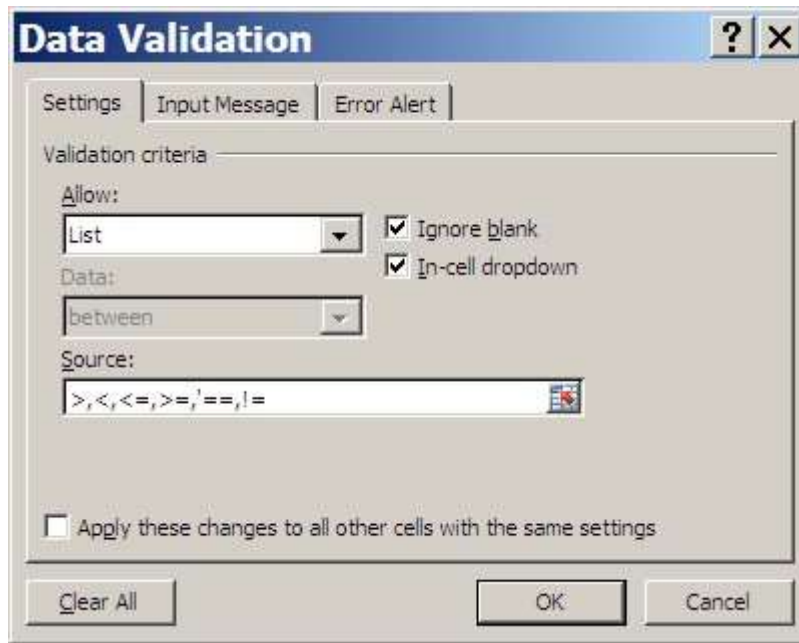 Data Validation
Settings Input Message Error Alert
Validation criteria
Allow:
List
Ignore blank
In-cell dropdown
Data:
between
Source:
>,<,<=,>=,'==,!=
Apply these changes to all other cells with the same settings
Clear All OK Cancel